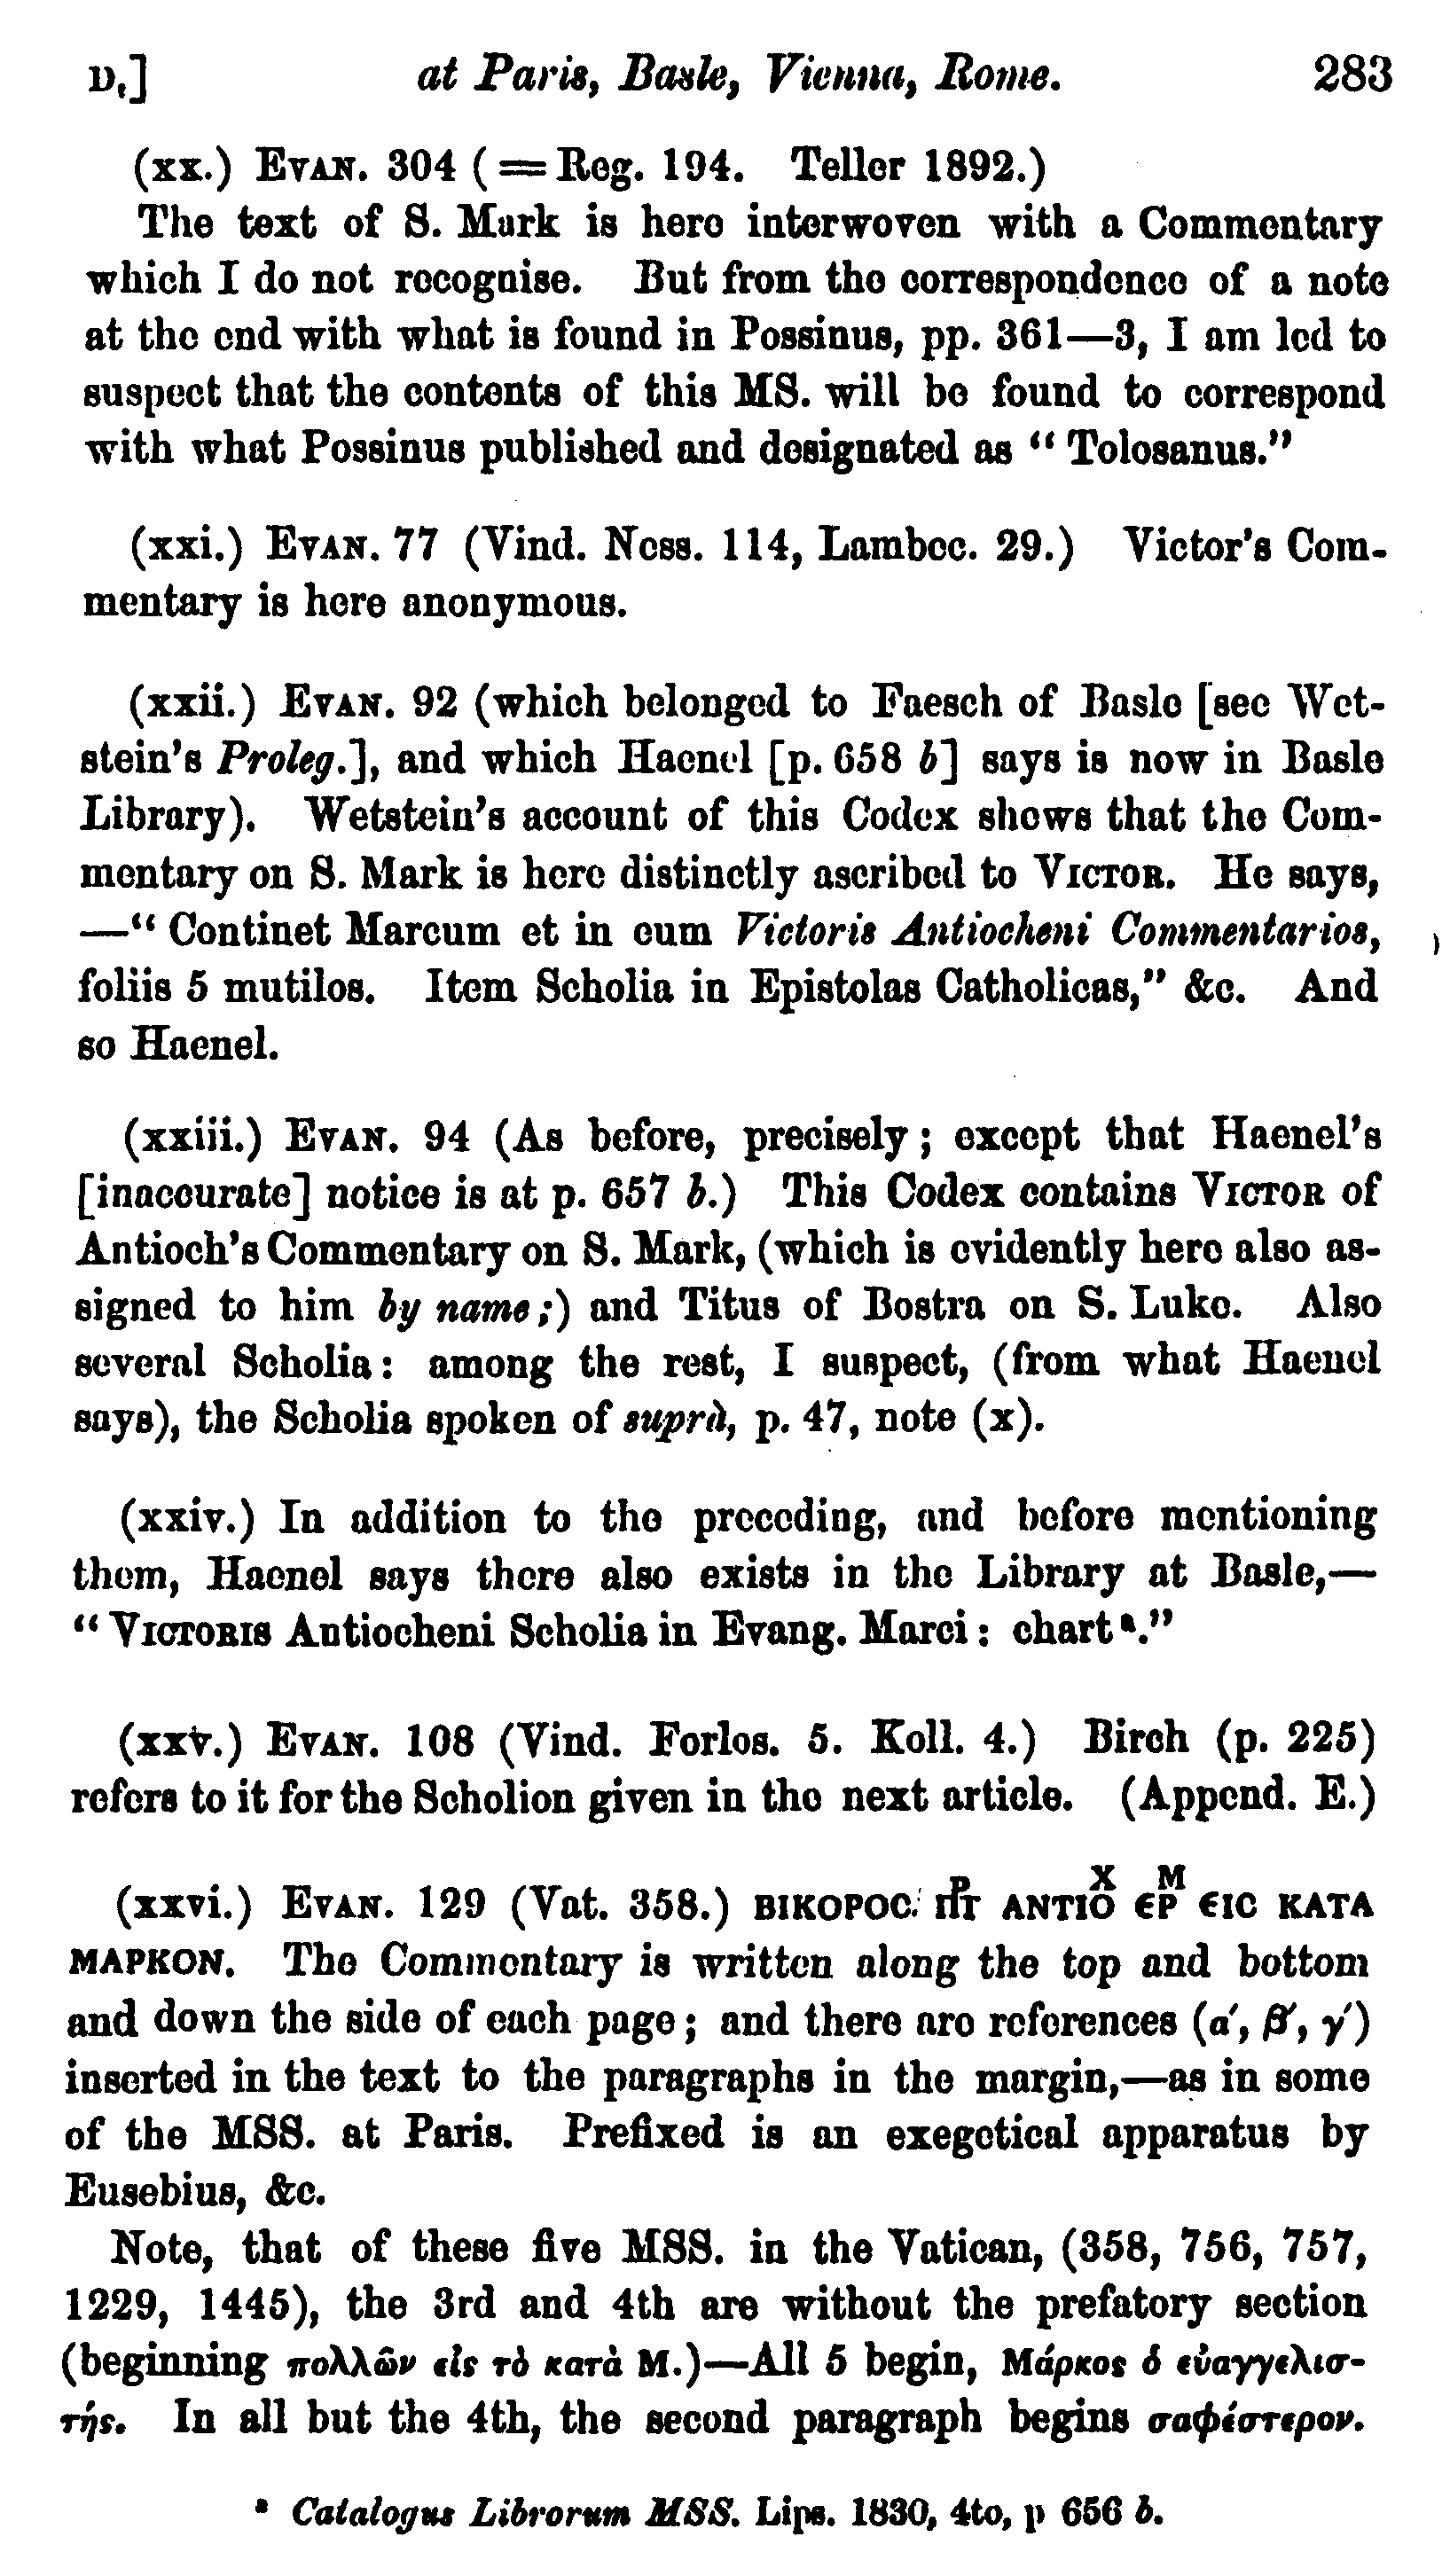 D.] at Paris, Basle, Vienna, Rome. 283
(xx.) EVAN. 304 (=Reg. 194. Teller 1892.)
The text of S. Mark is here interwoven with a Commentary
which I do not recognise. But from the correspondence of a note
at the end with what is found in Possinus, pp. 361—3, I am led to
suspect that the contents of this MS. will be found to correspond
with what Possinus published and designated as “Tolosanus.”
(xxi.) EVAN. 77 (Vind. Ness. 114, Lambec. 29.) Victor’s Com-
mentary is here anonymous.
(xxii.) EVAN. 92 (which belonged to Faesch of Basle [see Wet-
stein’s Proleg.], and which Haenel [p. 658 b] says is now in Basle
Library). Wetstein’s account of this Codex shows that the Com-
mentary on S. Mark is here distinctly ascribed to VICTOR. He says,
—“Continet Marcum et in eum Victoris Antiocheni Commentarios,
foliis 5 mutilos. Item Scholia in Epistolas Catholicas,” &c. And
so Haenel.
(xxiii.) EVAN. 94 (As before, precisely; except that Haenel’s
[inaccurate] notice is at p. 657 b.) This Codex contains VICTOR of
Antioch’s Commentary on S. Mark, (which is evidently here also as-
signed to him by name;) and Titus of Bostra on S. Luke. Also
several Scholia: among the rest, I suspect, (from what Haenel
says), the Scholia spoken of suprà, p. 47, note (x).
(xxiv.) In addition to the preceding, and before mentioning
them, Haenel says there also exists in the Library at Basle,—
“VICTORIS Antiocheni Scholia in Evang. Marci: chart ᵃ.”
(xxv.) EVAN. 108 (Vind. Forlos. 5. Koll. 4.) Birch (p. 225)
refers to it for the Scholion given in the next article. (Append. E.)
(xxvi.) EVAN. 129 (Vat. 358.) ΒΙΚΟΡΟC. ΠΡΤ ΑΝΤΙΟΧ ЄΡΜ ЄΙC ΚΑΤΑ
ΜΑΡΚΟΝ. The Commentary is written along the top and bottom
and down the side of each page; and there are references (α´, β´, γ´)
inserted in the text to the paragraphs in the margin,—as in some
of the MSS. at Paris. Prefixed is an exegetical apparatus by
Eusebius, &c.
Note, that of these five MSS. in the Vatican, (358, 756, 757,
1229, 1445), the 3rd and 4th are without the prefatory section
(beginning πολλῶν εἰς τὸ κατὰ Μ.)—All 5 begin, Μάρκος ὁ εὐαγγελισ-
τής. In all but the 4th, the second paragraph begins σαφέστερον.
ᵃ Catalogus Librorum MSS. Lips. 1830, 4to, p 656 b.